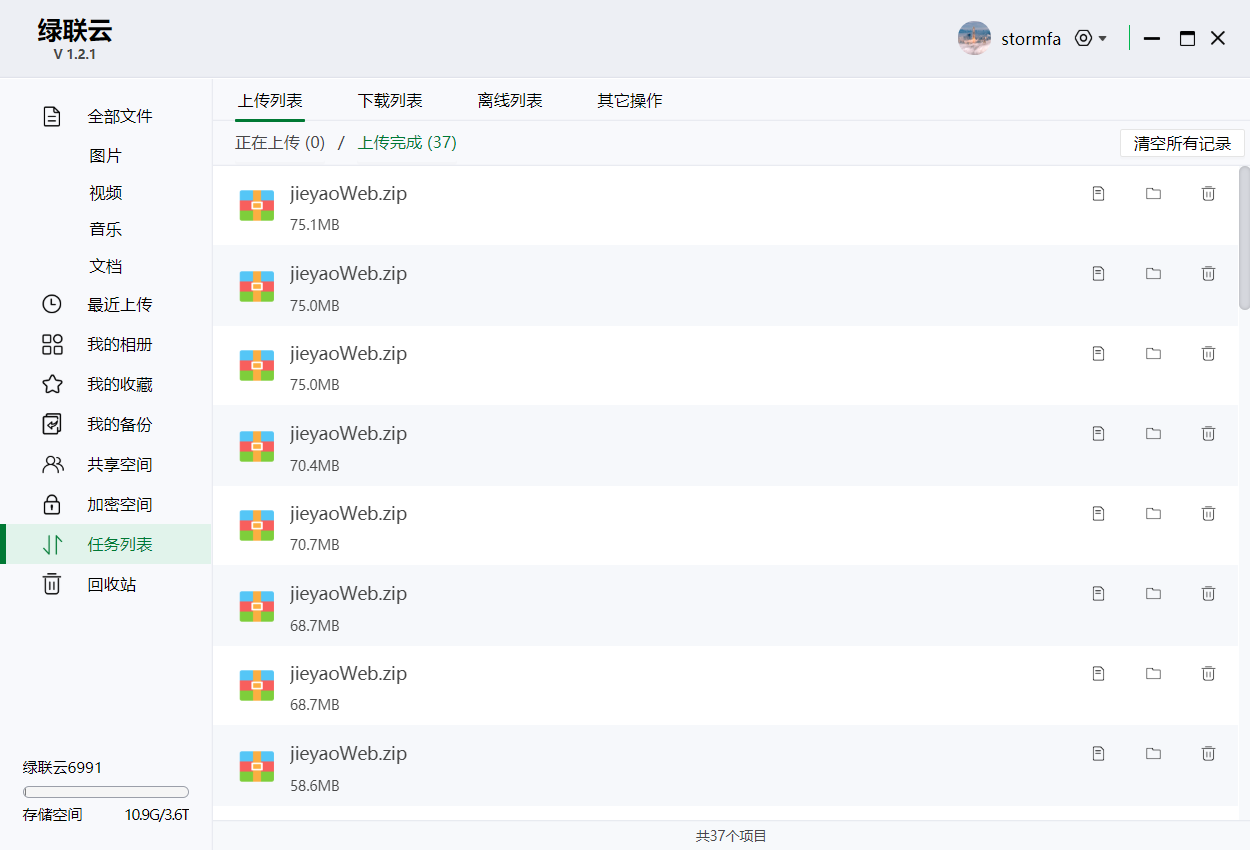 绿联云
V 1.2.1
stormfa
全部文件
图片
视频
音乐
文档
最近上传
我的相册
我的收藏
我的备份
共享空间
加密空间
任务列表
回收站
绿联云6991
存储空间 10.9G/3.6T
上传列表 下载列表 离线列表 其它操作
正在上传 (0) / 上传完成 (37) 清空所有记录
jieyaoWeb.zip
75.1MB
jieyaoWeb.zip
75.0MB
jieyaoWeb.zip
75.0MB
jieyaoWeb.zip
70.4MB
jieyaoWeb.zip
70.7MB
jieyaoWeb.zip
68.7MB
jieyaoWeb.zip
68.7MB
jieyaoWeb.zip
58.6MB
共37个项目